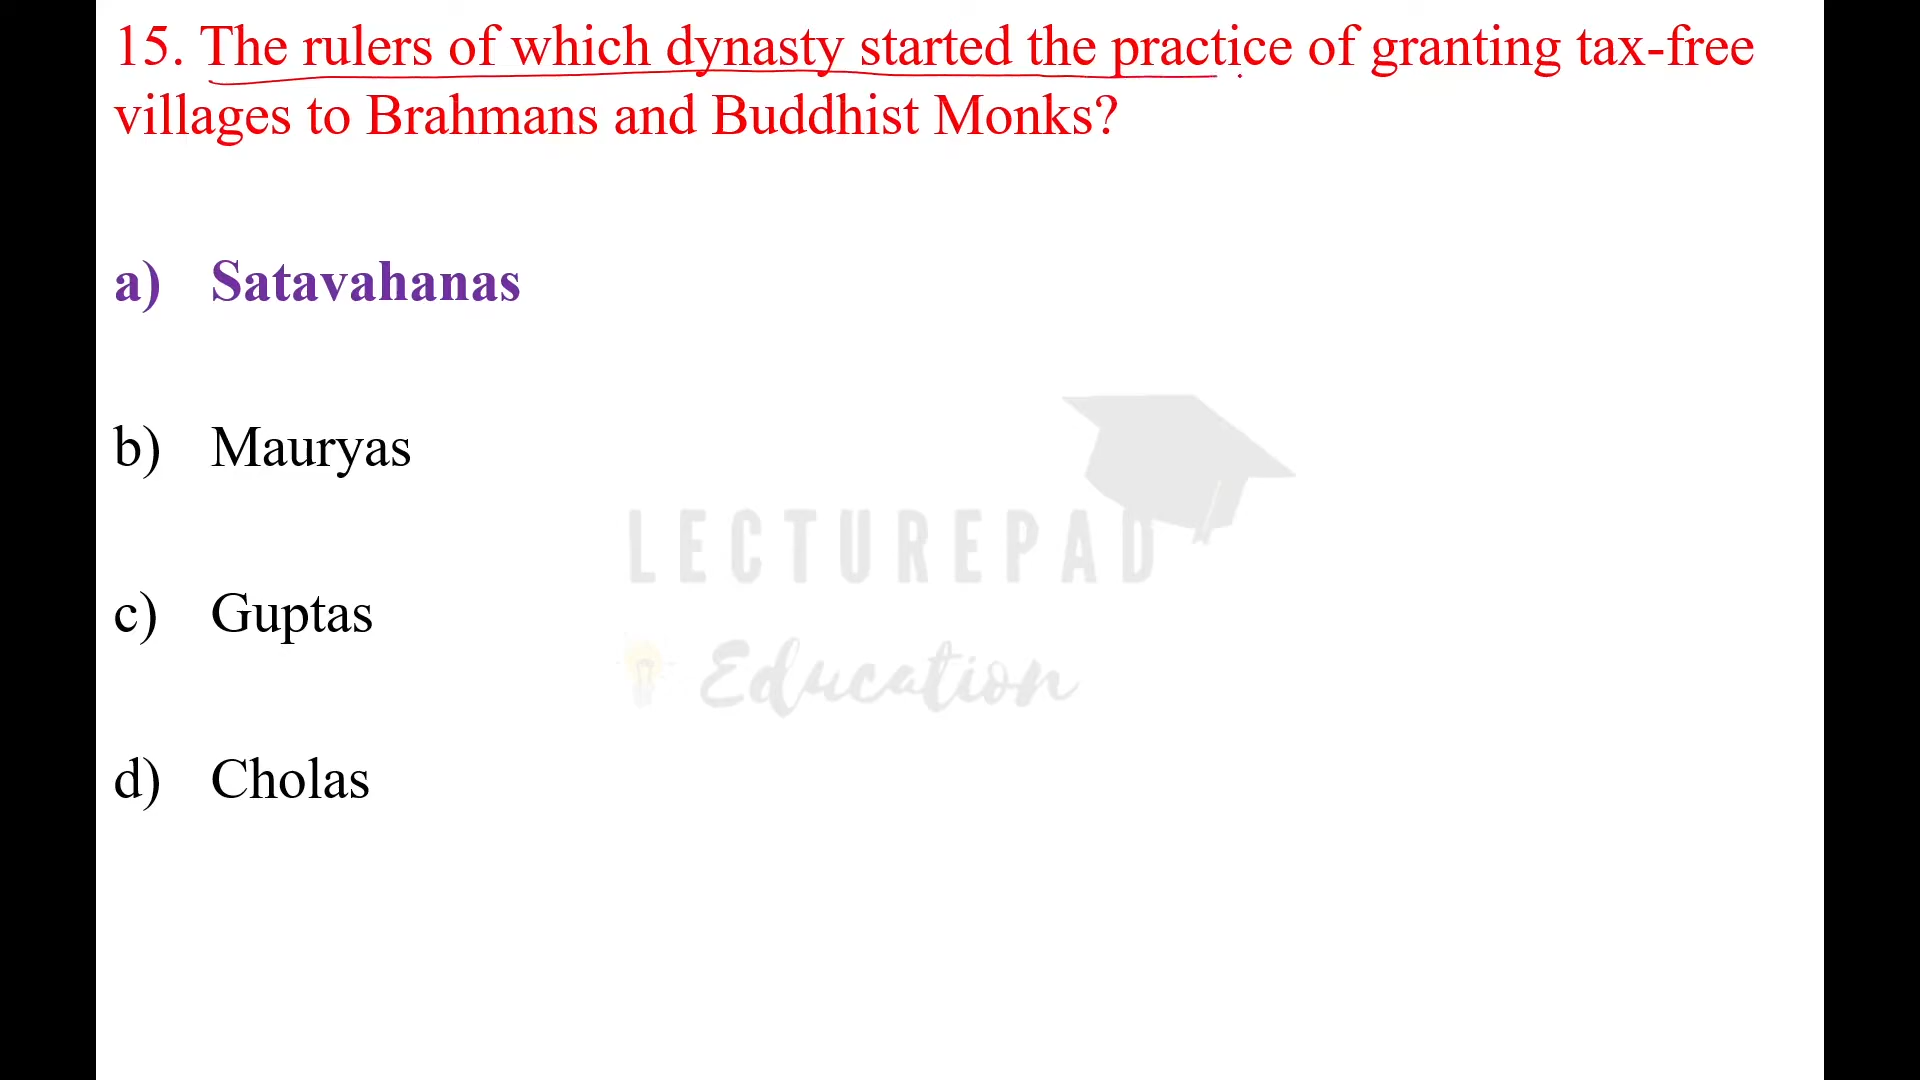 15. The rulers of which dynasty started the practice of granting tax-free
villages to Brahmans and Buddhist Monks?
a) Satavahanas
b) Mauryas
c) Guptas
d) Cholas
LECTUREPAD
Education